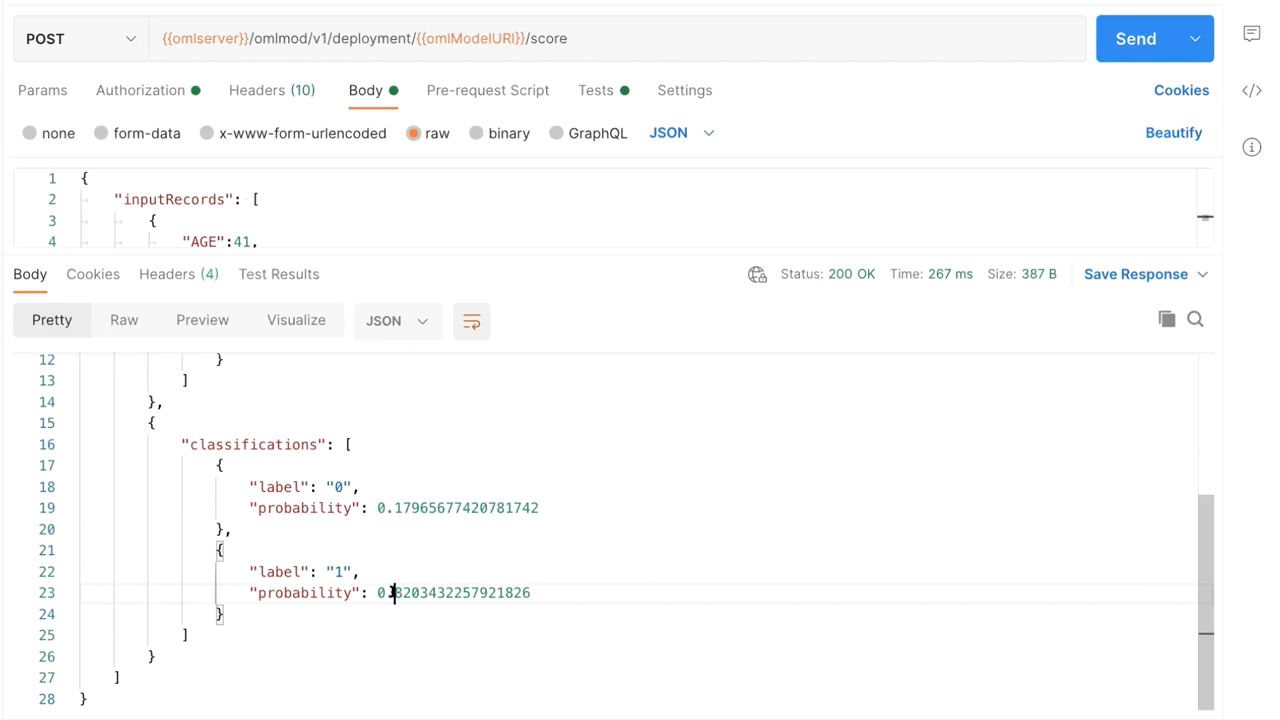 POST {{omlserver}}/omlmod/v1/deployment/{{omlModelURI}}/score Send
Params Authorization Headers (10) Body Pre-request Script Tests Settings Cookies
none form-data x-www-form-urlencoded raw binary GraphQL JSON Beautify
1 {
2 "inputRecords": [
3 {
4 "AGE":41,
Body Cookies Headers (4) Test Results Status: 200 OK Time: 267 ms Size: 387 B Save Response
Pretty Raw Preview Visualize JSON
12 }
13 ]
14 },
15 {
16 "classifications": [
17 {
18 "label": "0",
19 "probability": 0.17965677420781742
20 },
21 {
22 "label": "1",
23 "probability": 0.8203432257921826
24 }
25 ]
26 }
27 ]
28 }